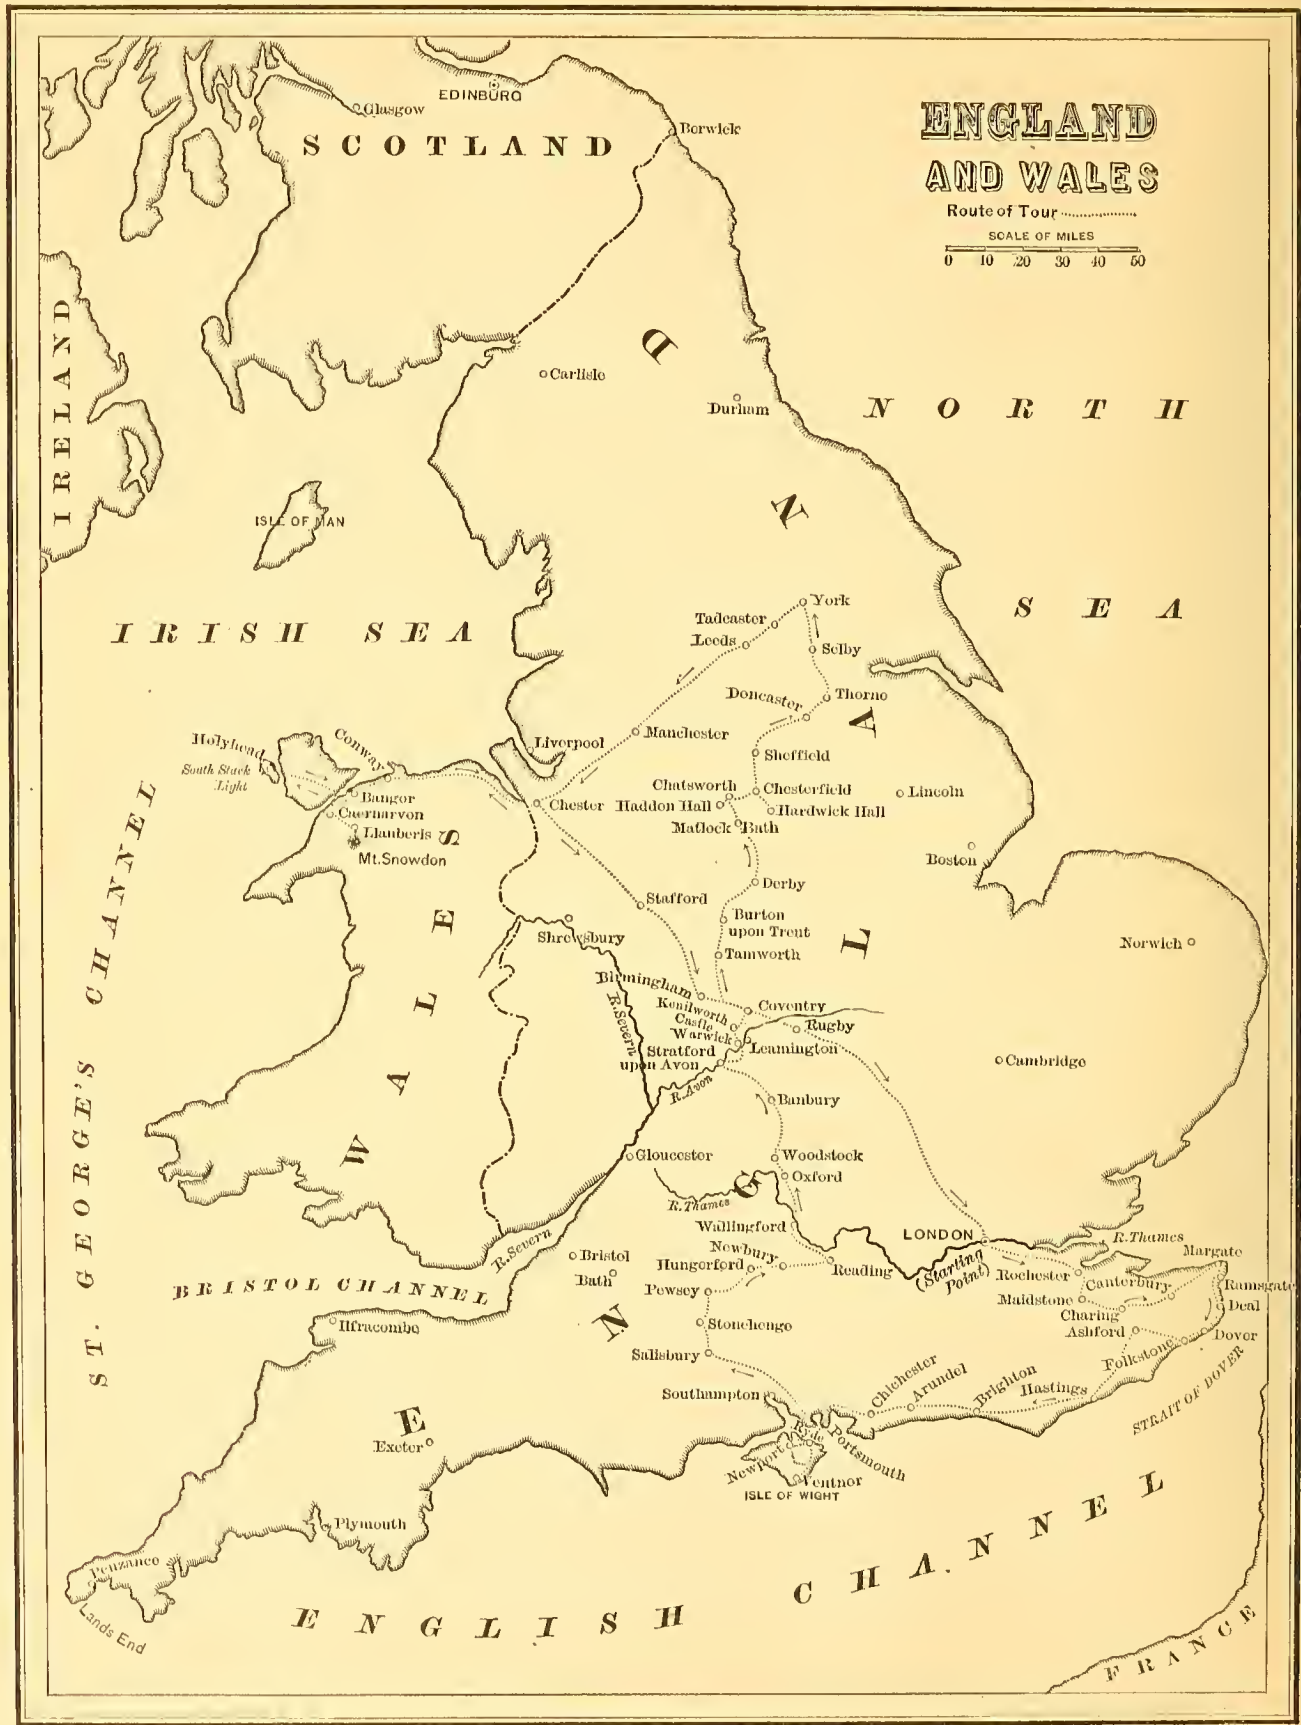 ENGLAND
AND WALES
Route of Tour
SCALE OF MILES
0 10 20 30 40 50
EDINBURG
Glasgow
SCOTLAND
Berwick
IRELAND
Carlisle
Durham
NORTH
SEA
ISLE OF MAN
IRISH SEA
York
Tadcaster
Leeds
Selby
Doncaster
Thorne
Manchester
Liverpool
Sheffield
Holyhead
South Stack
Light
Conway
Bangor
Caernarvon
Llanberis
Mt. Snowdon
Chester
Chatsworth
Chesterfield
Haddon Hall
Hardwick Hall
Matlock Bath
Lincoln
Boston
Derby
Stafford
Burton
upon Trent
Tamworth
Shrewsbury
Norwich
Birmingham
Kenilworth
Castle
Warwick
Coventry
Rugby
Leamington
Stratford
upon Avon
R. Avon
R. Severn
Cambridge
Banbury
WALES
ENGLAND
ST. GEORGE'S CHANNEL
Gloucester
Woodstock
Oxford
R. Thames
Wallingford
LONDON
(Starting
Point)
R. Thames
Margate
R. Severn
Bristol
Bath
Newbury
Hungerford
Reading
Rochester
Canterbury
Ramsgate
Maidstone
Deal
Charing
Ashford
Dover
Folkstone
Pewsey
Stonehenge
Salisbury
BRISTOL CHANNEL
Ilfracombe
Southampton
Chichester
Arundel
Brighton
Hastings
STRAIT OF DOVER
Ryde
Portsmouth
Newport
Ventnor
ISLE OF WIGHT
Exeter
Plymouth
Penzance
Lands End
ENGLISH CHANNEL
FRANCE